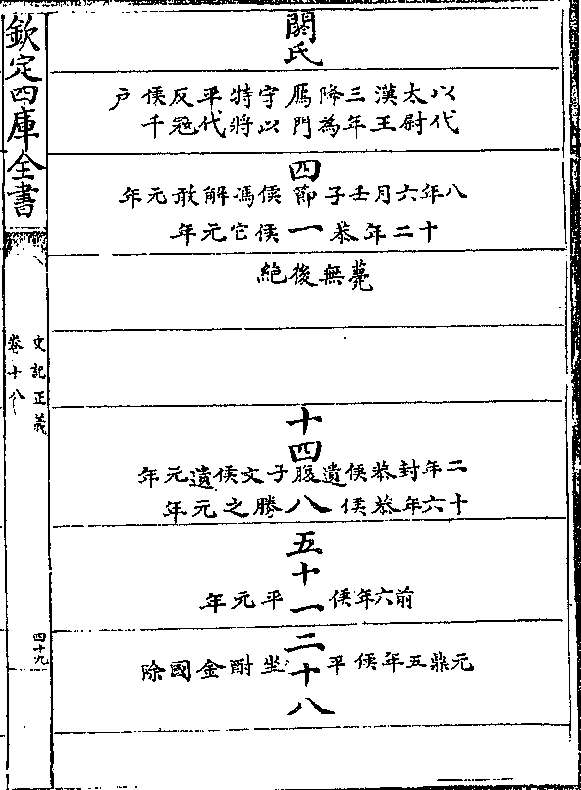 欽定四庫全書
史記正義
卷十八
四十九
閼氏
以代太尉漢王三年降為鴈門守以特將平代反冦侯千戶
四
八年六月壬子節侯馮解敢元年
一
十二年恭侯它元年
薨無後絶
十四
二年封恭侯遺腹子文侯遺元年
八
十六年恭侯勝之元年
五
十一
前六年侯平元年
二十八
元鼎五年侯平坐酎金國除